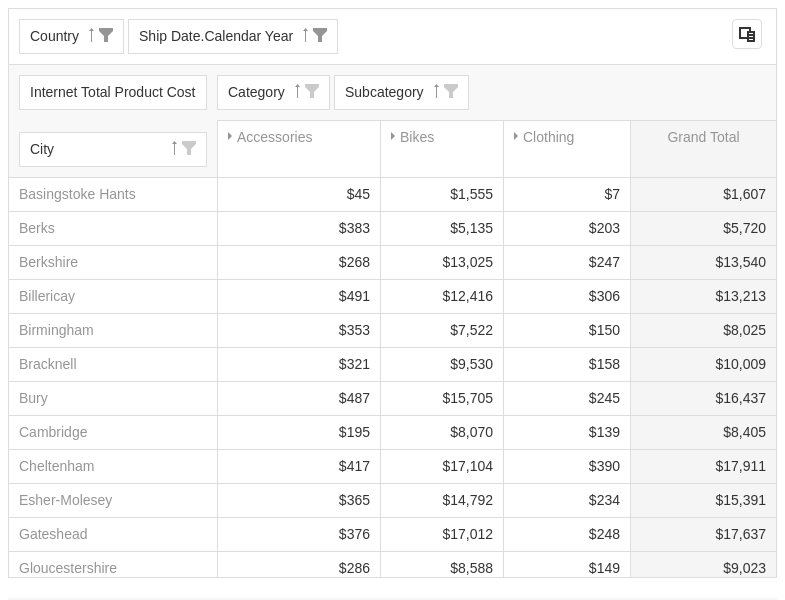 Country Ship Date.Calendar Year
Internet Total Product Cost Category Subcategory
City Accessories Bikes Clothing Grand Total
Basingstoke Hants $45 $1,555 $7 $1,607
Berks $383 $5,135 $203 $5,720
Berkshire $268 $13,025 $247 $13,540
Billericay $491 $12,416 $306 $13,213
Birmingham $353 $7,522 $150 $8,025
Bracknell $321 $9,530 $158 $10,009
Bury $487 $15,705 $245 $16,437
Cambridge $195 $8,070 $139 $8,405
Cheltenham $417 $17,104 $390 $17,911
Esher-Molesey $365 $14,792 $234 $15,391
Gateshead $376 $17,012 $248 $17,637
Gloucestershire $286 $8,588 $149 $9,023